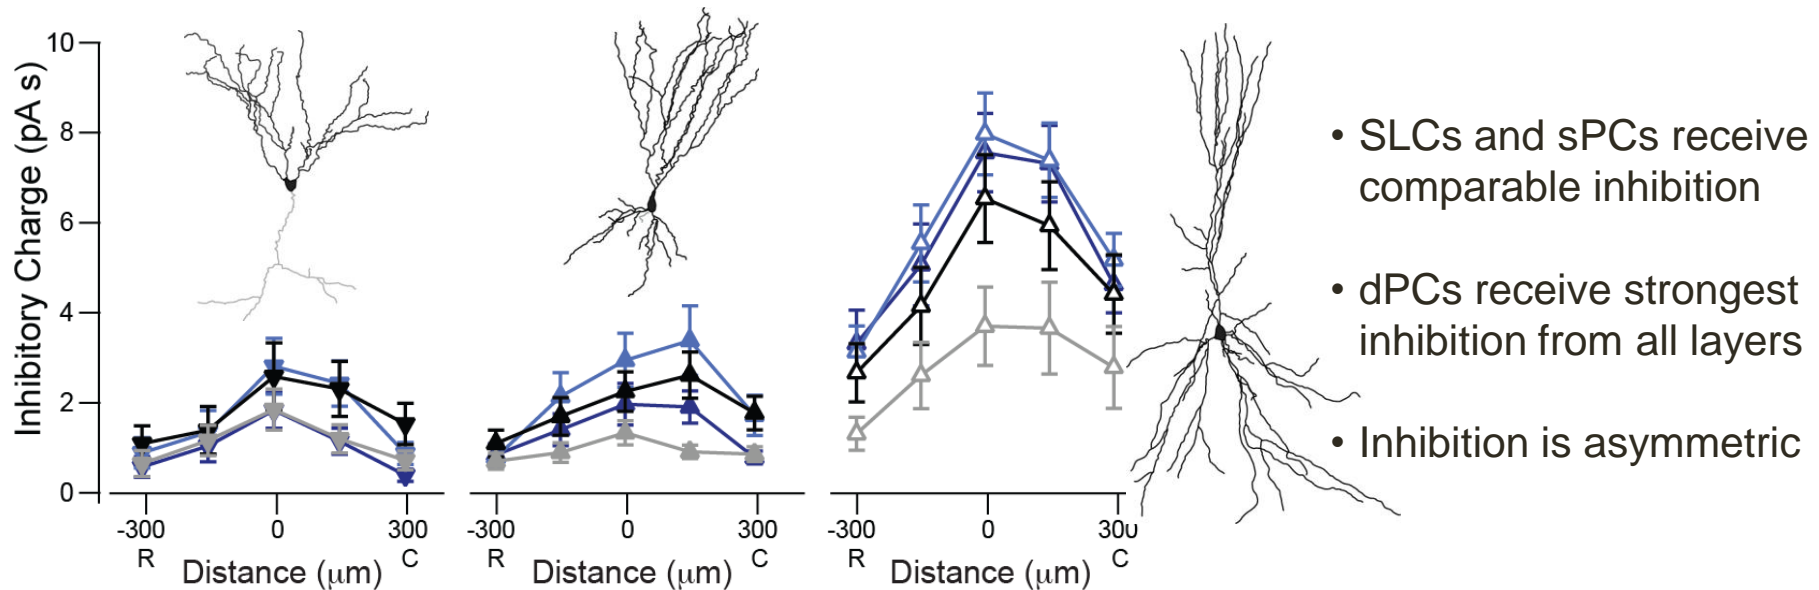 Inhibitory Charge (pA s)
10
8
6
4
2
0
-300
0
300
R
C
Distance (μm)
-300
0
300
R
C
Distance (μm)
-300
0
300
R
C
Distance (μm)
• SLCs and sPCs receive
comparable inhibition
• dPCs receive strongest
inhibition from all layers
• Inhibition is asymmetric